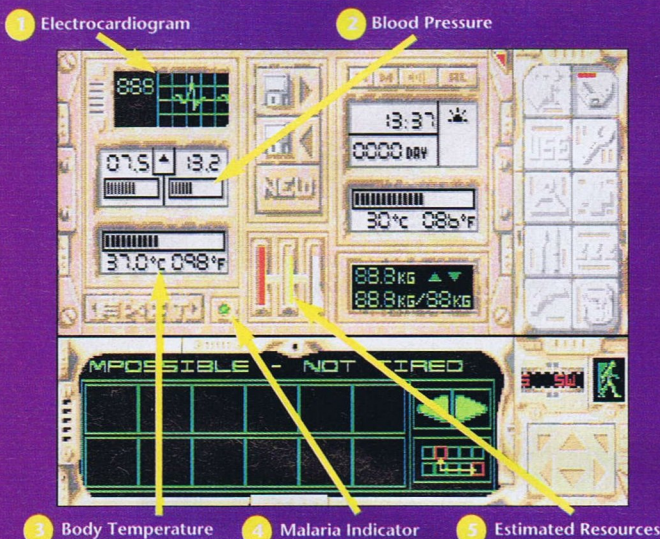 1 Electrocardiogram
2 Blood Pressure
888
13:37
0000 DAY
07.5 13.2
NEW
USE
37.0°C 098°F
30°C 086°F
EXIT
88.8KG
88.8KG/88KG
MPOSSIBLE - NOT TIRED
S SW
3 Body Temperature
4 Malaria Indicator
5 Estimated Resources